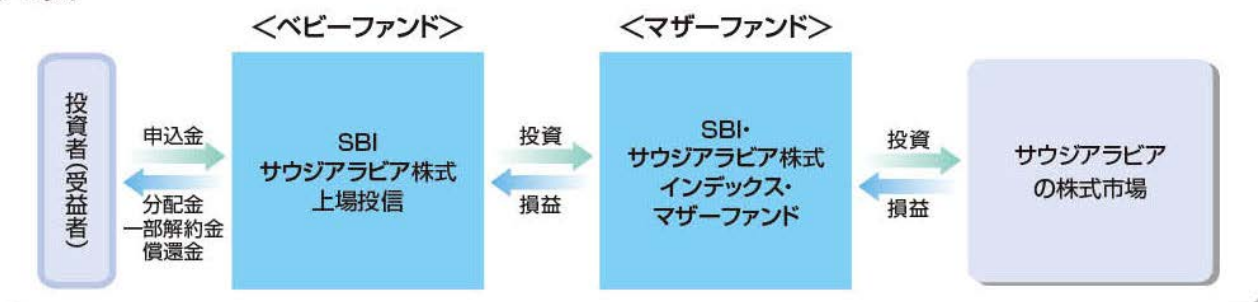 <ベビーファンド>
<マザーファンド>
投資者(受益者)
申込金
分配金
一部解約金
償還金
SBI
サウジアラビア株式
上場投信
投資
損益
SBI・
サウジアラビア株式
インデックス・
マザーファンド
投資
損益
サウジアラビア
の株式市場